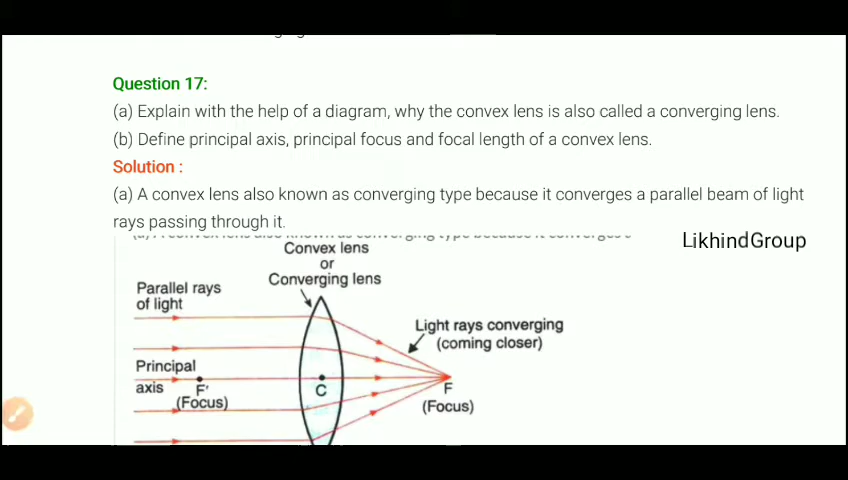 Question 17:
(a) Explain with the help of a diagram, why the convex lens is also called a converging lens.
(b) Define principal axis, principal focus and focal length of a convex lens.
Solution :
(a) A convex lens also known as converging type because it converges a parallel beam of light
rays passing through it.
LikhindGroup
Convex lens
or
Converging lens
Parallel rays
of light
Light rays converging
(coming closer)
Principal
axis
F'
(Focus)
C
F
(Focus)